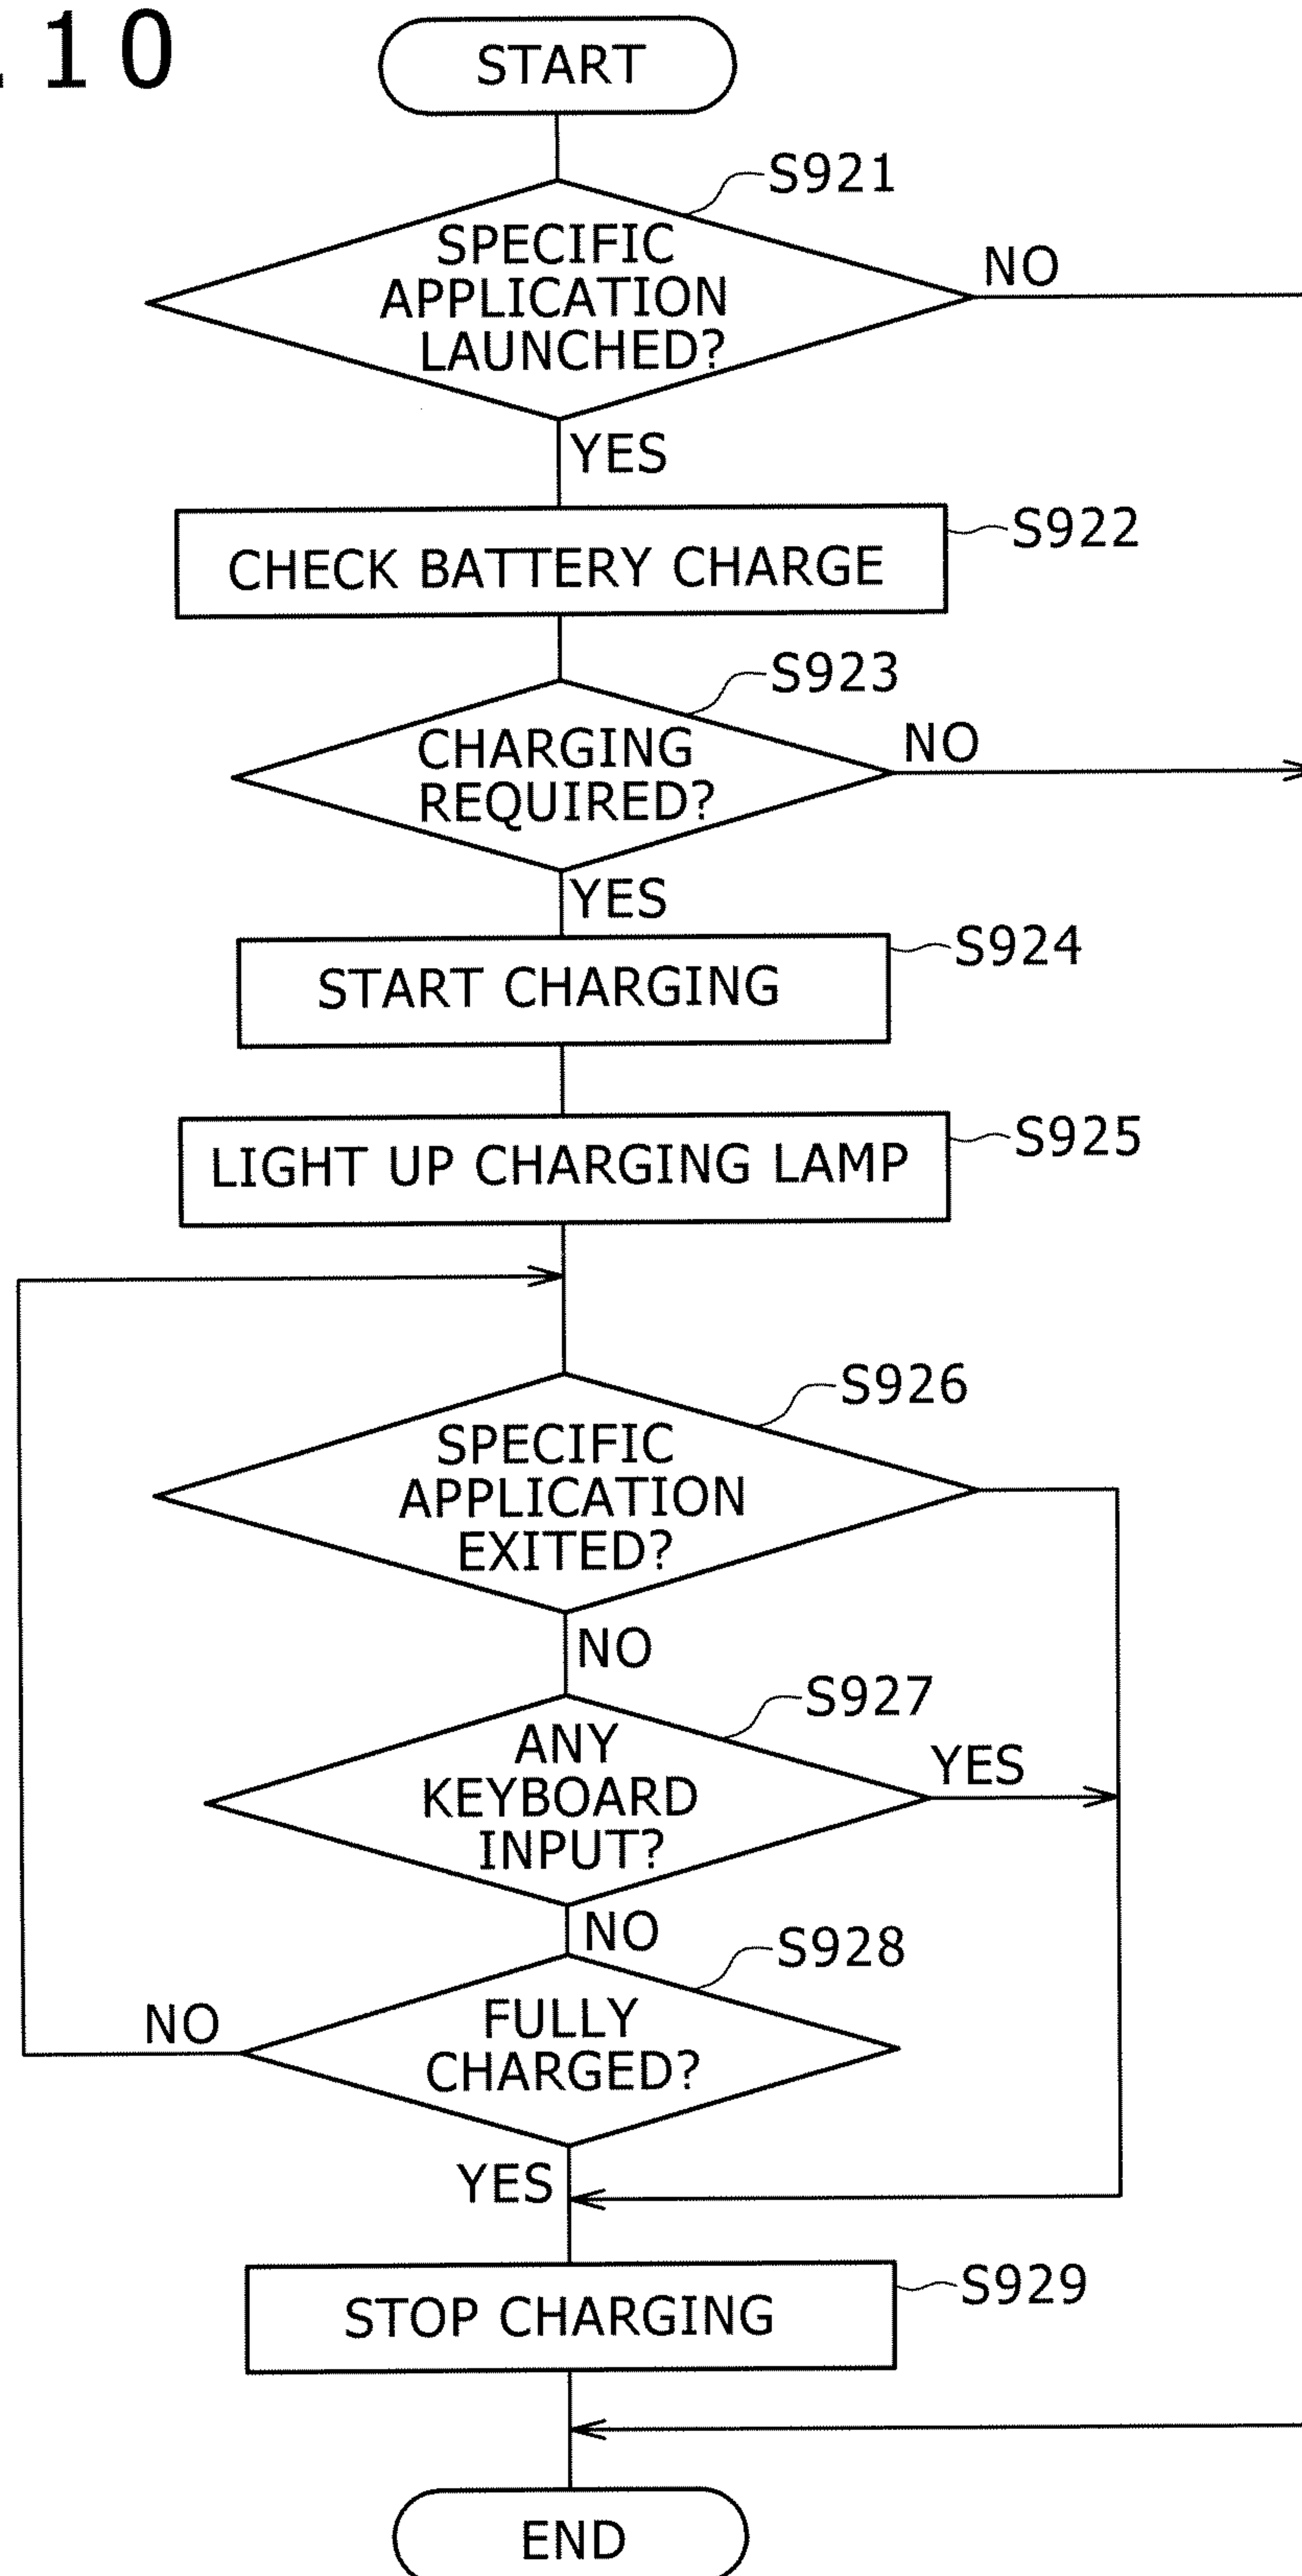 . 10
START
S921
SPECIFIC
APPLICATION
LAUNCHED?
NO
YES
S922
CHECK BATTERY CHARGE
S923
CHARGING
REQUIRED?
NO
YES
S924
START CHARGING
S925
LIGHT UP CHARGING LAMP
S926
SPECIFIC
APPLICATION
EXITED?
NO
S927
ANY
KEYBOARD
INPUT?
YES
NO
S928
FULLY
CHARGED?
NO
YES
S929
STOP CHARGING
END